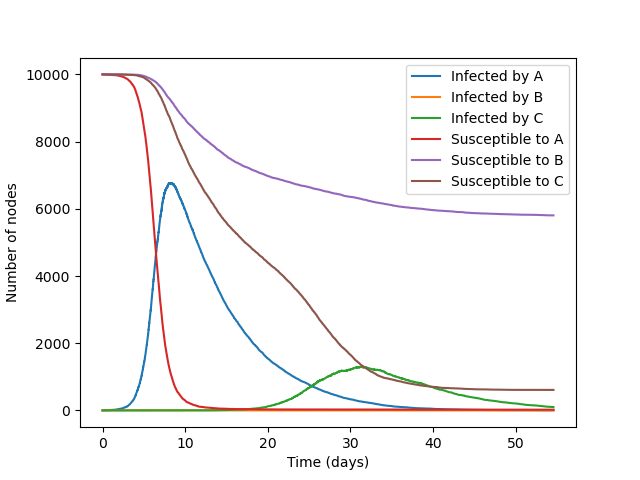 10000
8000
6000
4000
2000
0
0
10
20
30
40
50
Number of nodes
Time (days)
Infected by A
Infected by B
Infected by C
Susceptible to A
Susceptible to B
Susceptible to C